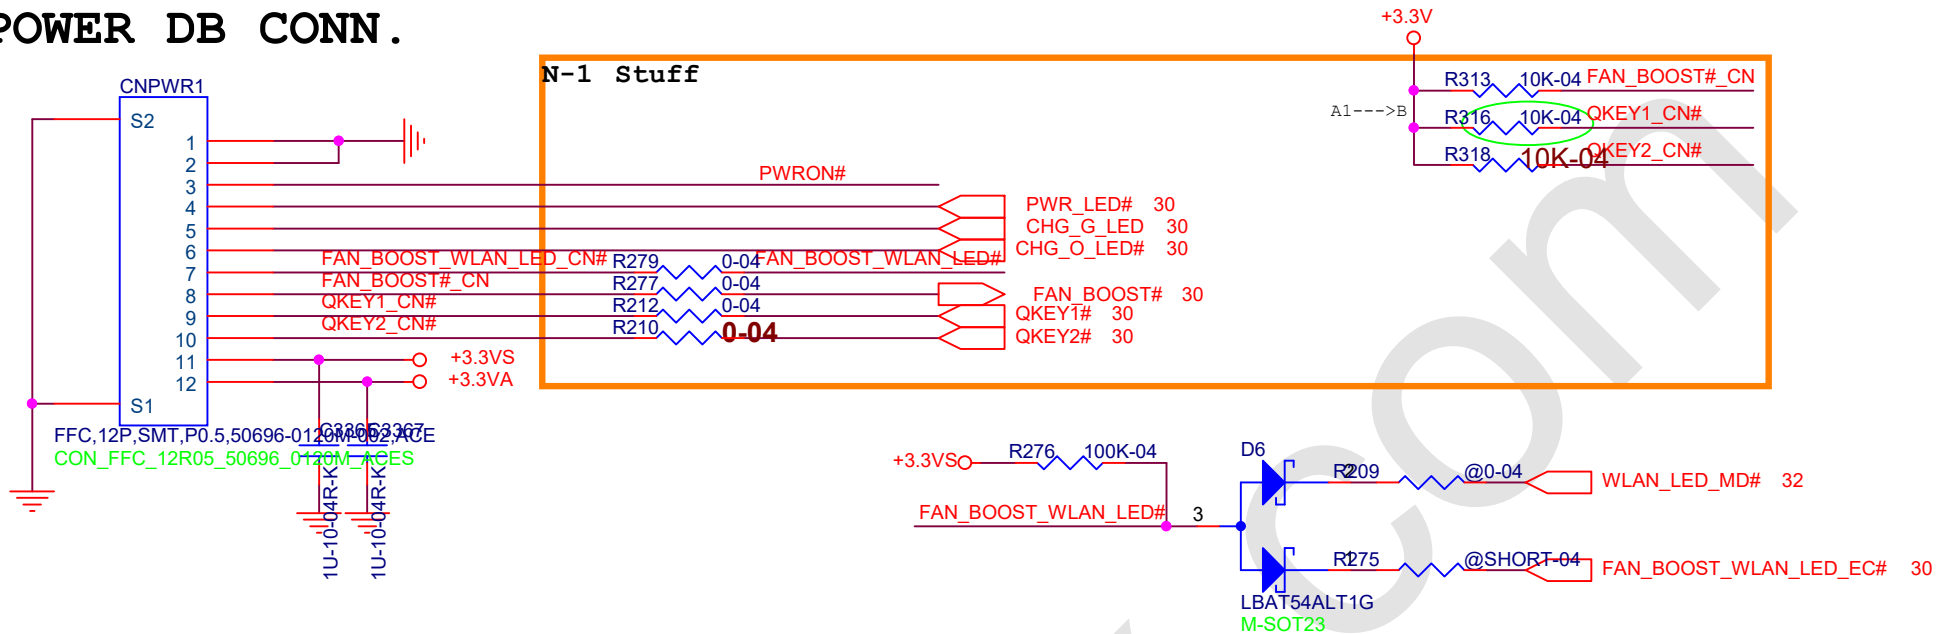 POWER DB CONN.
+3.3V
CNPWR1
N-1 Stuff
R313 10K-04 FAN_BOOST#_CN
A1--->B
R316 10K-04 QKEY1_CN#
R318 10K-04 QKEY2_CN#
S2
1
2
3 PWRON#
4 PWR_LED# 30
5 CHG_G_LED 30
6 CHG_O_LED# 30
7 FAN_BOOST_WLAN_LED_CN# R279 0-04 FAN_BOOST_WLAN_LED#
8 FAN_BOOST#_CN R277 0-04 FAN_BOOST# 30
9 QKEY1_CN# R212 0-04 QKEY1# 30
10 QKEY2_CN# R210 0-04 QKEY2# 30
11 +3.3VS
12 +3.3VA
S1
FFC,12P,SMT,P0.5,50696-0120M-002,ACE
CON_FFC_12R05_50696_0120M_ACES
C3367
1U-10-04R-K
1U-10-04R-K
+3.3VS R276 100K-04
D6
2
R209 @0-04 WLAN_LED_MD# 32
FAN_BOOST_WLAN_LED# 3
1
R275 @SHORT-04 FAN_BOOST_WLAN_LED_EC# 30
LBAT54ALT1G
M-SOT23
com